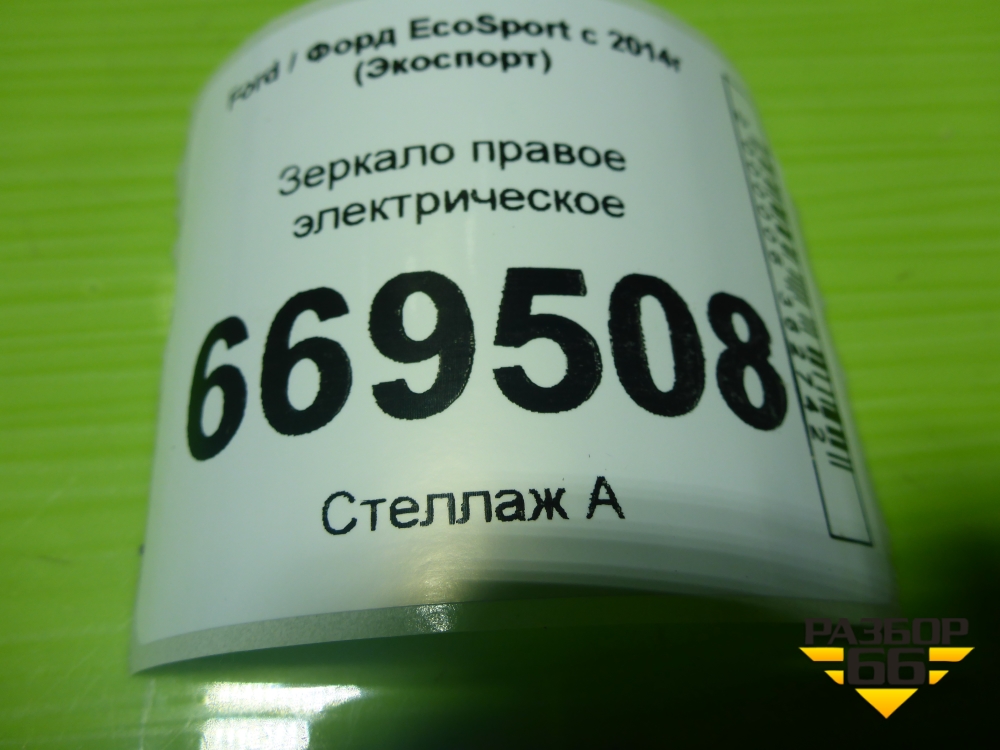 Ford / Форд EcoSport с 2014г
(Экоспорт)
Зеркало правое
электрическое
669508
Стеллаж А
РАЗБОР
66